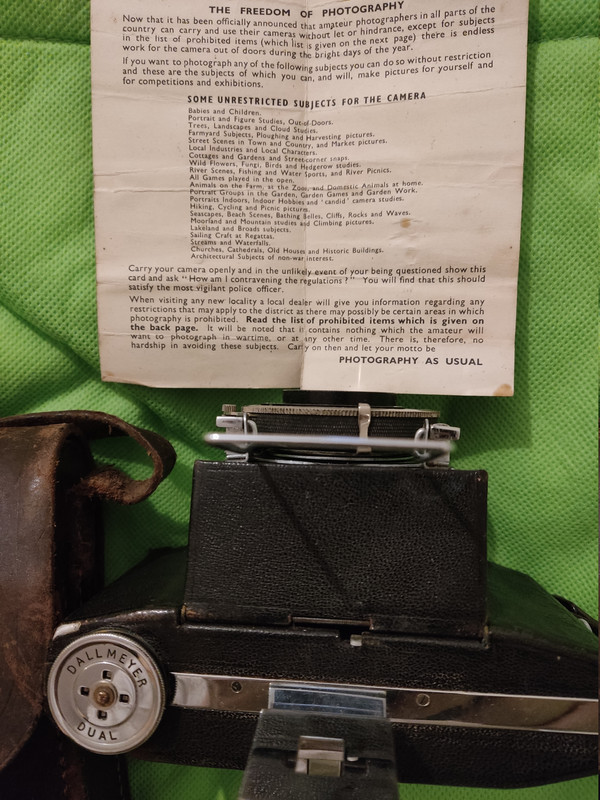 THE FREEDOM OF PHOTOGRAPHY
Now that it has been officially announced that amateur photographers in all parts of the
country can carry and use their cameras without let or hindrance, except for subjects
in the list of prohibited items (which list is given on the next page) there is endless
work for the camera out of doors during the bright days of the year.
If you want to photograph any of the following subjects you can do so without restriction
and these are the subjects of which you can, and will, make pictures for yourself and
for competitions and exhibitions.
SOME UNRESTRICTED SUBJECTS FOR THE CAMERA
Babies and Children.
Portrait and Figure Studies, Out-of-Doors.
Trees, Landscapes and Cloud Studies.
Farmyard Subjects, Ploughing and Harvesting pictures.
Street Scenes in Town and Country, and Market pictures.
Local Industries and Local Characters.
Cottages and Gardens and Street-corner snaps.
Wild Flowers, Fungi, Birds and Hedgerow studies.
River Scenes, Fishing and Water Sports, and River Picnics.
All Games played in the open.
Animals on the Farm, at the Zoo, and Domestic Animals at home.
Portrait Groups in the Garden, Garden Games and Garden Work.
Portraits Indoors, Indoor Hobbies and 'candid' camera studies.
Hiking, Cycling and Picnic pictures.
Seascapes, Beach Scenes, Bathing Belles, Cliffs, Rocks and Waves.
Moorland and Mountain studies and Climbing pictures.
Lakeland and Broads subjects.
Sailing Craft at Regattas.
Streams and Waterfalls.
Churches, Cathedrals, Old Houses and Historic Buildings.
Architectural Subjects of non-war interest.
Carry your camera openly and in the unlikely event of your being questioned show this
card and ask "How am I contravening the regulations?" You will find that this should
satisfy the most vigilant police officer.
When visiting any new locality a local dealer will give you information regarding any
restrictions that may apply to the district as there may possibly be certain areas in which
photography is prohibited. Read the list of prohibited items which is given on
the back page. It will be noted that it contains nothing which the amateur will
want to photograph in wartime, or at any other time. There is, therefore, no
hardship in avoiding these subjects. Carry on then and let your motto be
PHOTOGRAPHY AS USUAL
DALLMEYER
DUAL